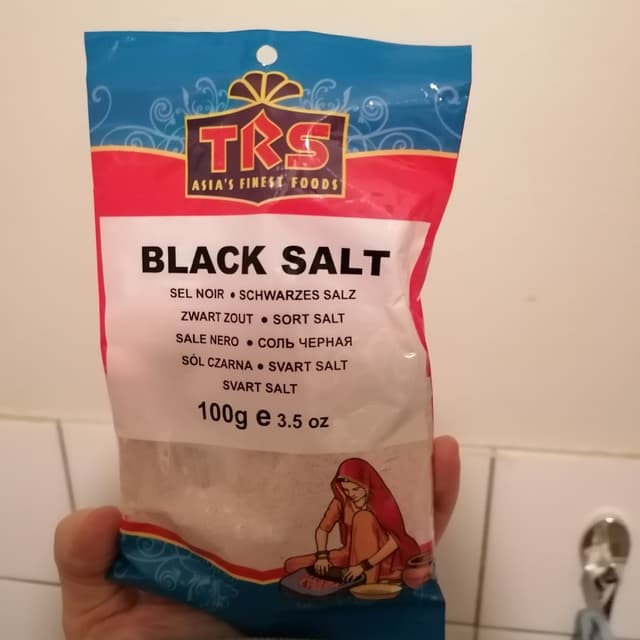 TRS
ASIA'S FINEST FOODS
BLACK SALT
SEL NOIR • SCHWARZES SALZ
ZWART ZOUT • SORT SALT
SALE NERO • СОЛЬ ЧЕРНАЯ
SÓL CZARNA • SVART SALT
SVART SALT
100g e 3.5 oz